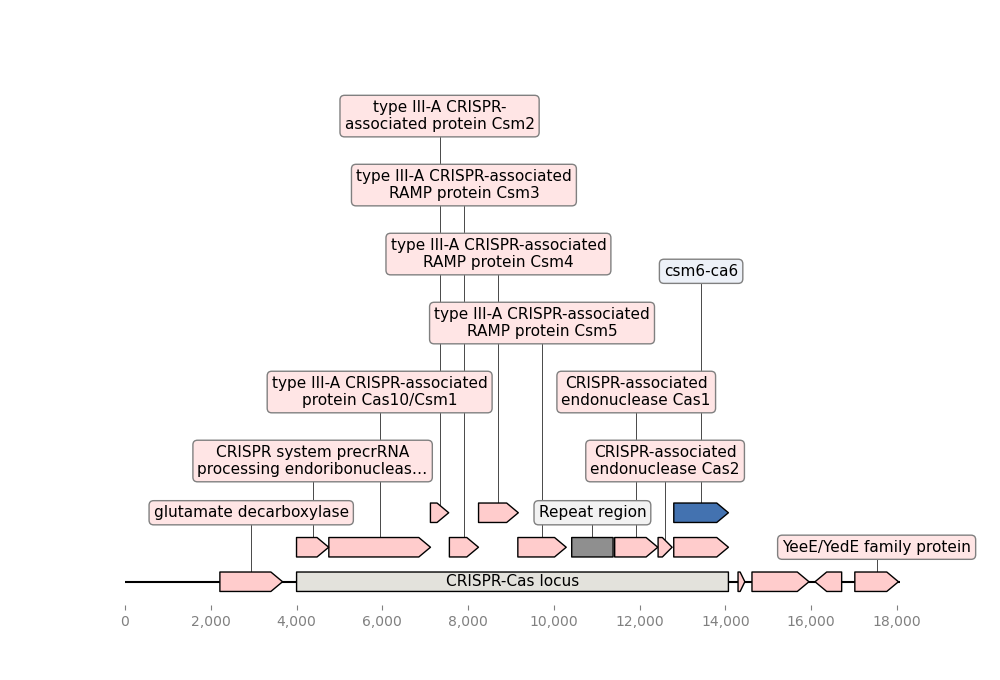 type III-A CRISPR-
associated protein Csm2
type III-A CRISPR-associated
RAMP protein Csm3
type III-A CRISPR-associated
RAMP protein Csm4
csm6-ca6
type III-A CRISPR-associated
RAMP protein Csm5
type III-A CRISPR-associated
protein Cas10/Csm1
CRISPR-associated
endonuclease Cas1
CRISPR system precrRNA
processing endoribonucleas...
CRISPR-associated
endonuclease Cas2
glutamate decarboxylase
Repeat region
YeeE/YedE family protein
CRISPR-Cas locus
0 2,000 4,000 6,000 8,000 10,000 12,000 14,000 16,000 18,000